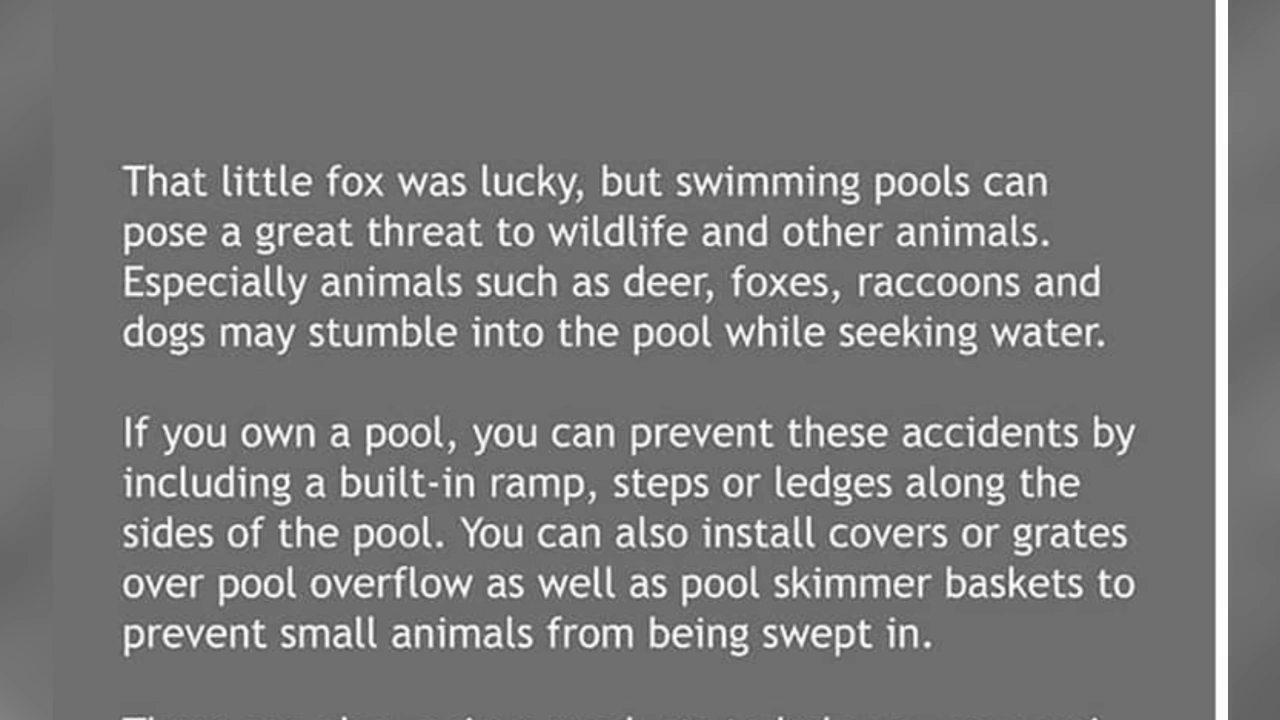 That little fox was lucky, but swimming pools can
pose a great threat to wildlife and other animals.
Especially animals such as deer, foxes, raccoons and
dogs may stumble into the pool while seeking water.
If you own a pool, you can prevent these accidents by
including a built-in ramp, steps or ledges along the
sides of the pool. You can also install covers or grates
over pool overflow as well as pool skimmer baskets to
prevent small animals from being swept in.